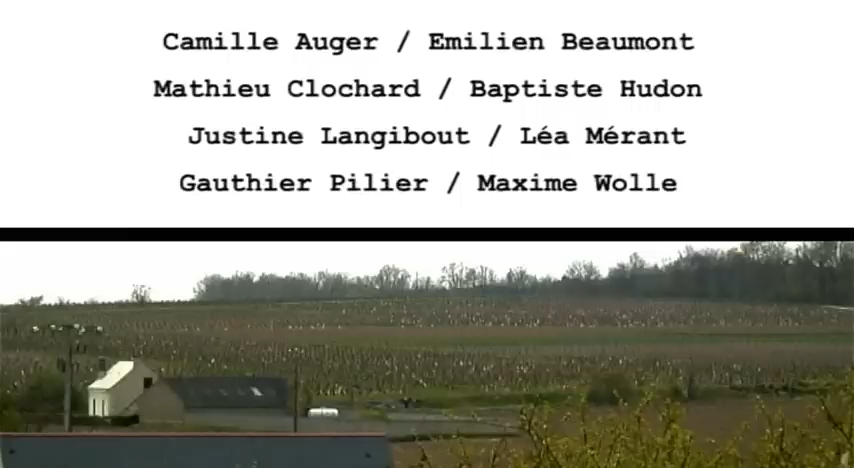 Camille Auger / Emilien Beaumont
Mathieu Clochard / Baptiste Hudon
Justine Langibout / Léa Mérant
Gauthier Pilier / Maxime Wolle